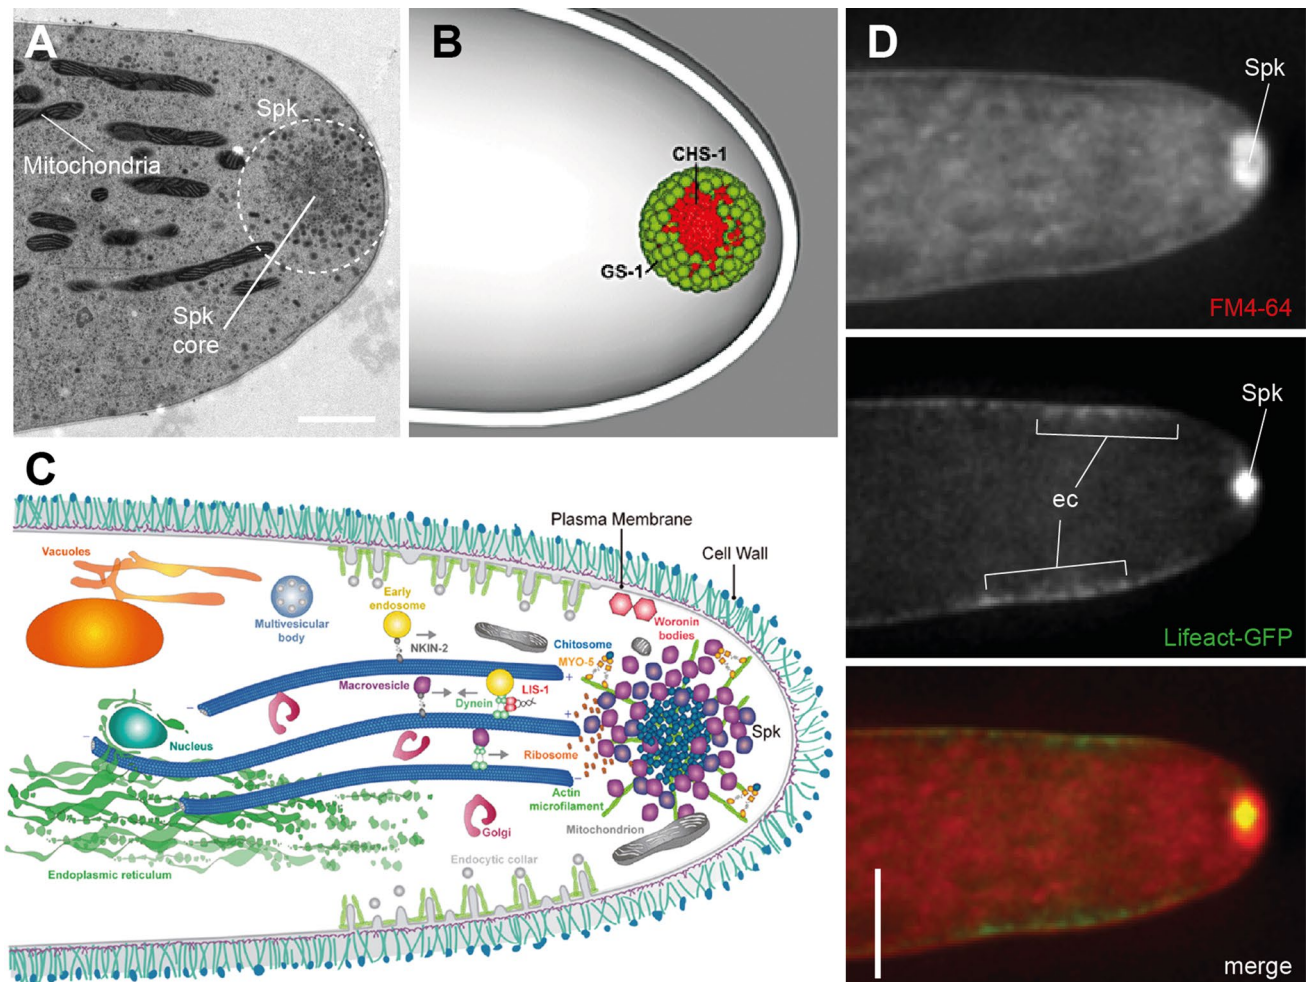 A
Spk
Mitochondria
Spk
core
B
CHS-1
GS-1
C
Plasma Membrane
Cell Wall
Vacuoles
Multivesicular
body
Early
endosome
NKIN-2
Woronin
bodies
Chitosome
MYO-5
+
Macrovesicle
LIS-1
Dynein
−
+
Spk
−
Nucleus
Ribosome
−
Actin
microfilament
Golgi
Mitochondrion
Endocytic collar
Endoplasmic reticulum
D
Spk
FM4-64
Spk
ec
Lifeact-GFP
merge